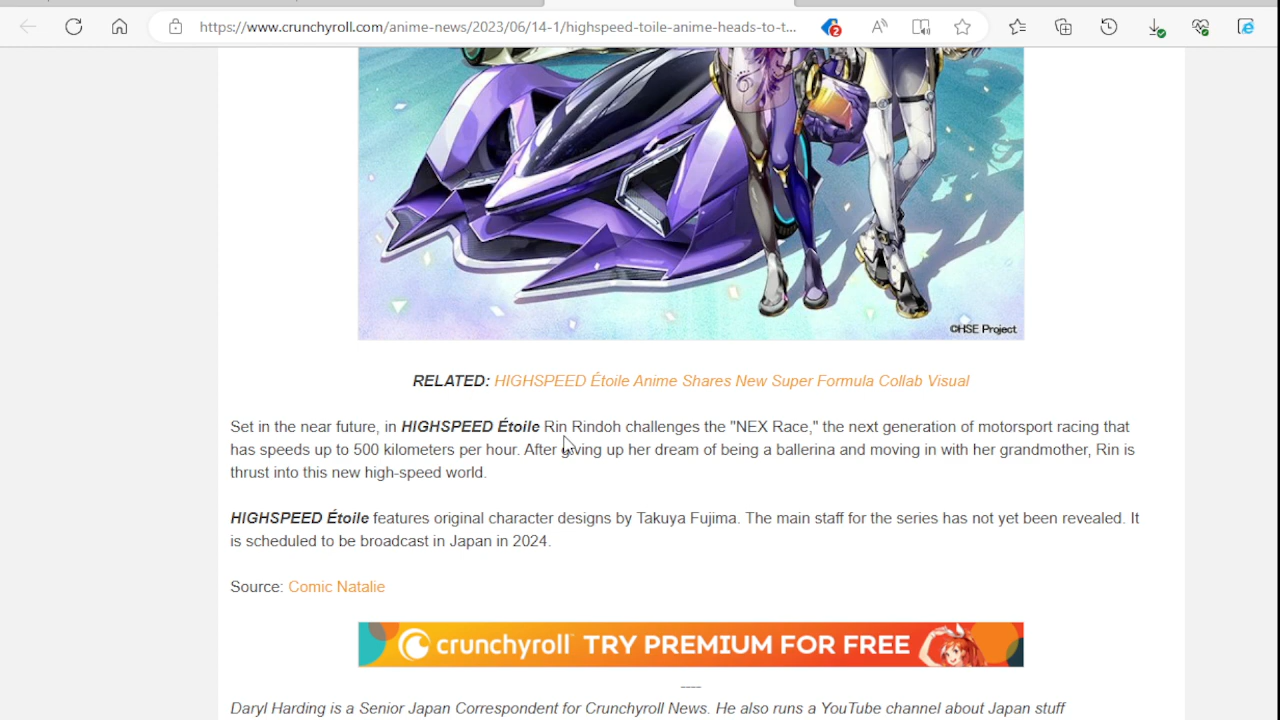 https://www.crunchyroll.com/anime-news/2023/06/14-1/highspeed-toile-anime-heads-to-t...
2
©HSE Project
RELATED: HIGHSPEED Étoile Anime Shares New Super Formula Collab Visual
Set in the near future, in HIGHSPEED Étoile Rin Rindoh challenges the "NEX Race," the next generation of motorsport racing that
has speeds up to 500 kilometers per hour. After giving up her dream of being a ballerina and moving in with her grandmother, Rin is
thrust into this new high-speed world.
HIGHSPEED Étoile features original character designs by Takuya Fujima. The main staff for the series has not yet been revealed. It
is scheduled to be broadcast in Japan in 2024.
Source: Comic Natalie
crunchyroll TRY PREMIUM FOR FREE
----
Daryl Harding is a Senior Japan Correspondent for Crunchyroll News. He also runs a YouTube channel about Japan stuff